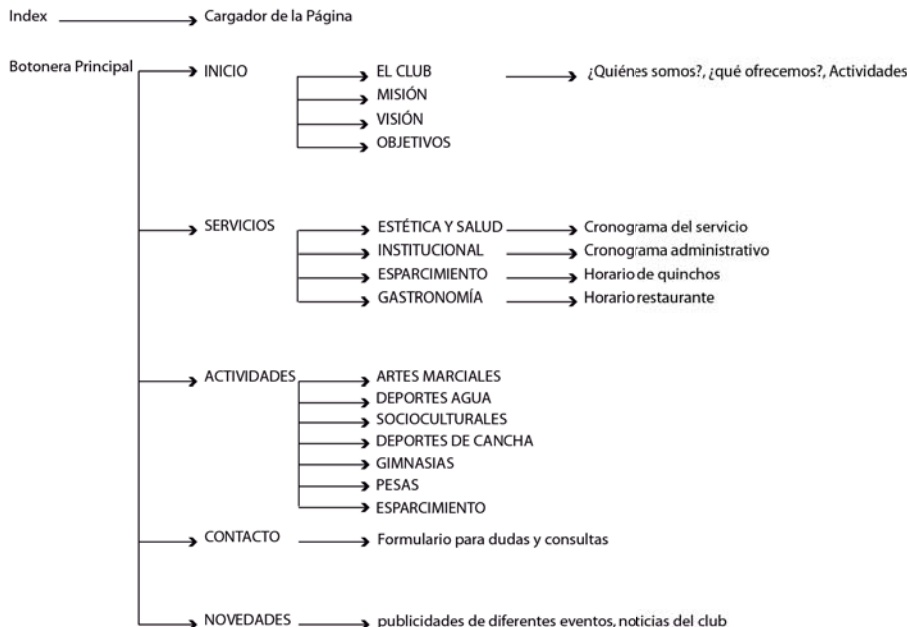 Index Cargador de la Página
Botonera Principal INICIO EL CLUB ¿Quiénes somos?, ¿qué ofrecemos?, Actividades
MISIÓN
VISIÓN
OBJETIVOS
SERVICIOS ESTÉTICA Y SALUD Cronograma del servicio
INSTITUCIONAL Cronograma administrativo
ESPARCIMIENTO Horario de quinchos
GASTRONOMÍA Horario restaurante
ACTIVIDADES ARTES MARCIALES
DEPORTES AGUA
SOCIOCULTURALES
DEPORTES DE CANCHA
GIMNASIAS
PESAS
ESPARCIMIENTO
CONTACTO Formulario para dudas y consultas
NOVEDADES publicidades de diferentes eventos, noticias del club